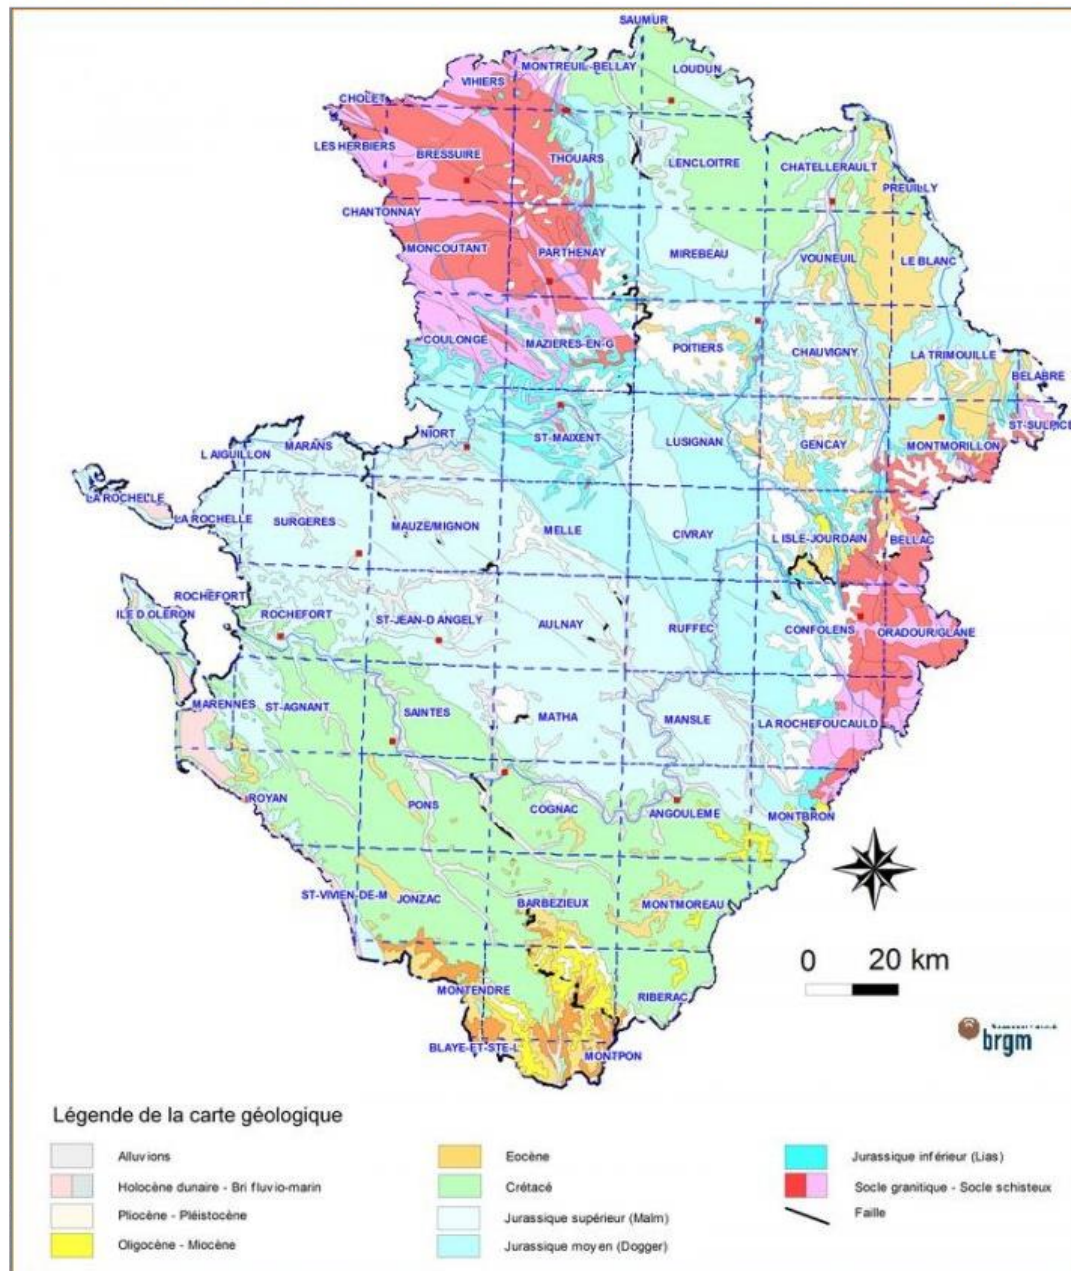 SAUMUR
MONTREUIL-BELLAY
LOUDUN
VIHIERS
CHOLET
LES HERBIERS
BRESSUIRE
THOUARS
LENCLOITRE
CHATELLERAULT
PREUILLY
CHANTONNAY
MONCOUTANT
PARTHENAY
MIREBEAU
VOUNEUIL
LE BLANC
COULONGE
MAZIERES-EN-G
POITIERS
CHAUVIGNY
LA TRIMOUILLE
BELABRE
ST-SULPICE
L AIGUILLON
MARANS
NIORT
ST-MAIXENT
LUSIGNAN
GENCAY
MONTMORILLON
LA ROCHELLE
LA ROCHELLE
SURGERES
MAUZE/MIGNON
MELLE
CIVRAY
L ISLE-JOURDAIN
BELLAC
ILE D OLERON
ROCHEFORT
ROCHEFORT
ST-JEAN-D ANGELY
AULNAY
RUFFEC
CONFOLENS
ORADOUR/GLANE
MARENNES
ST-AGNANT
SAINTES
MATHA
MANSLE
LA ROCHEFOUCAULD
ROYAN
PONS
COGNAC
ANGOULEME
MONTBRON
ST-VIVIEN-DE-M
JONZAC
BARBEZIEUX
MONTMOREAU
MONTENDRE
RIBERAC
BLAYE-ET-STE-L
MONTPON
0 20 km
brgm
Légende de la carte géologique
Alluvions
Holocène dunaire - Bri fluvio-marin
Pliocène - Pléistocène
Oligocène - Miocène
Eocène
Crétacé
Jurassique supérieur (Malm)
Jurassique moyen (Dogger)
Jurassique inférieur (Lias)
Socle granitique - Socle schisteux
Faille